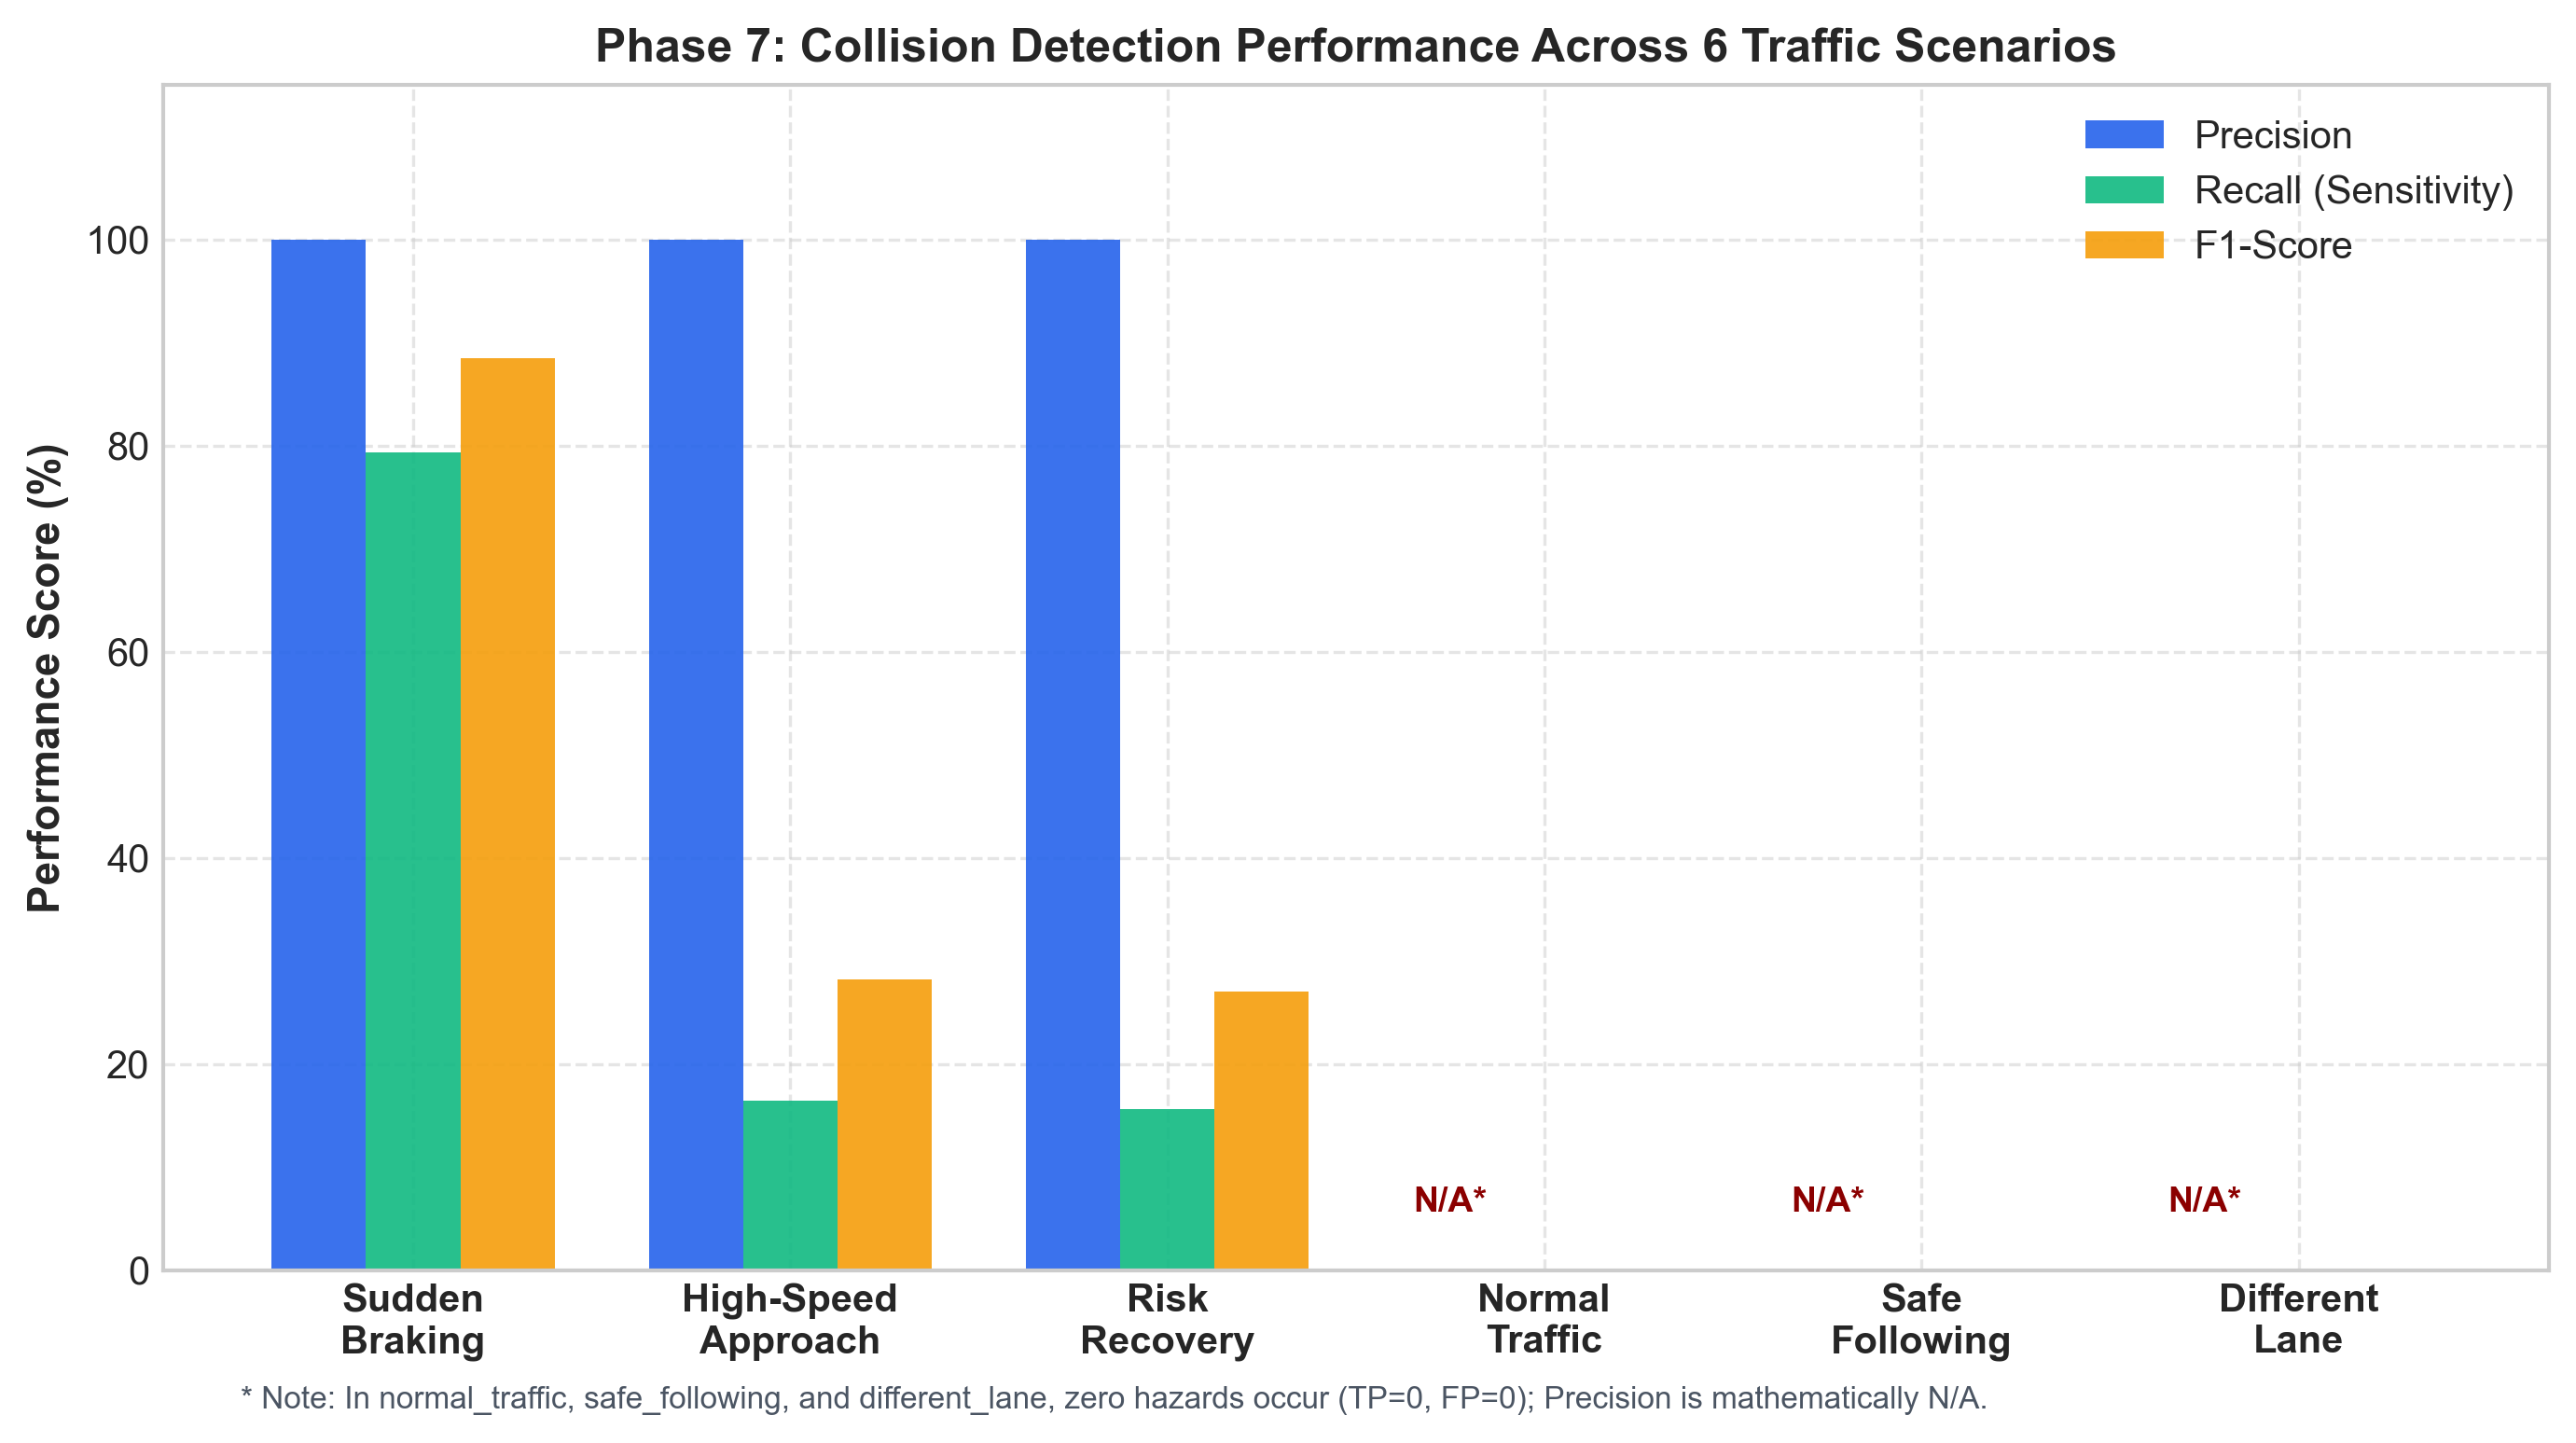 Phase 7: Collision Detection Performance Across 6 Traffic Scenarios
Precision
Recall (Sensitivity)
F1-Score
Performance Score (%)
100
80
60
40
20
0
N/A*
N/A*
N/A*
Sudden
Braking
High-Speed
Approach
Risk
Recovery
Normal
Traffic
Safe
Following
Different
Lane
* Note: In normal_traffic, safe_following, and different_lane, zero hazards occur (TP=0, FP=0); Precision is mathematically N/A.